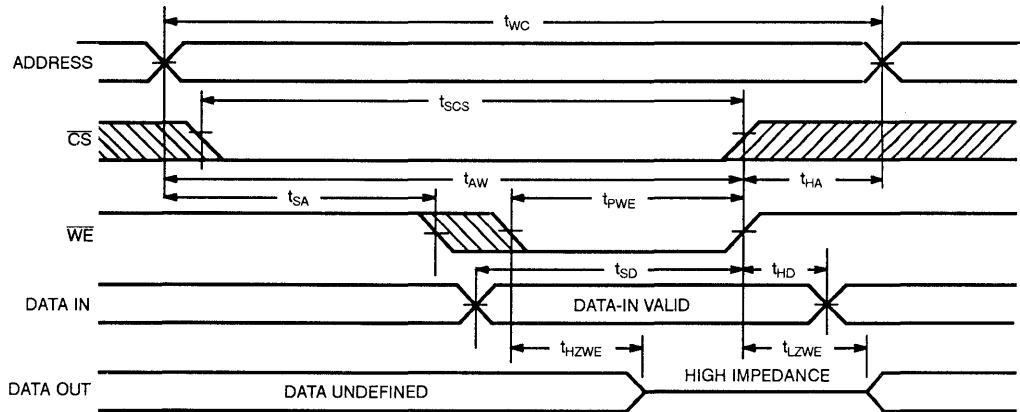 tWC
ADDRESS
tSCS
CS
tAW
tHA
tSA
tPWE
WE
tSD
tHD
DATA IN
DATA-IN VALID
tHZWE
tLZWE
HIGH IMPEDANCE
DATA OUT
DATA UNDEFINED